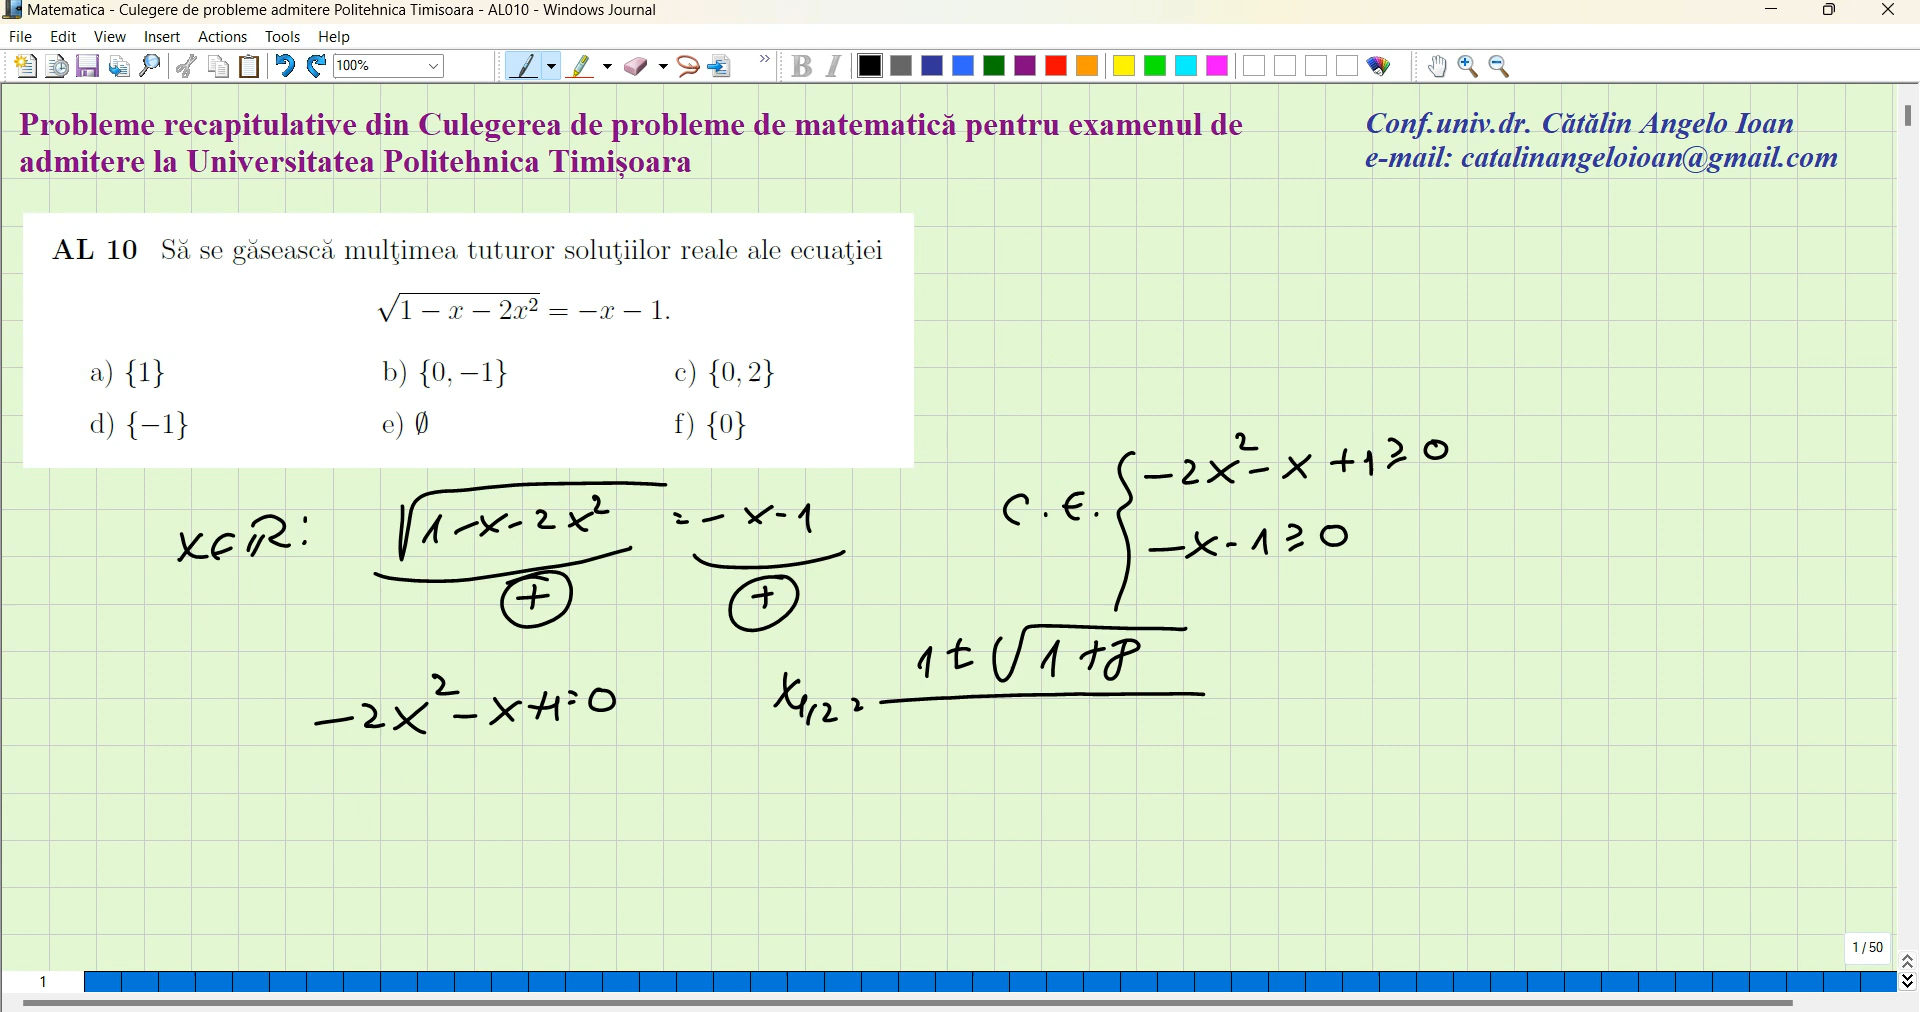 Matematica - Culegere de probleme admitere Politehnica Timisoara - AL010 - Windows Journal
File Edit View Insert Actions Tools Help
100% » B I
Probleme recapitulative din Culegerea de probleme de matematică pentru examenul de
admitere la Universitatea Politehnica Timișoara
Conf.univ.dr. Cătălin Angelo Ioan
e-mail: catalinangeloioan@gmail.com
AL 10 Să se găsească mulţimea tuturor soluţiilor reale ale ecuaţiei
√(1 − x − 2x²) = −x − 1.
a) {1} b) {0, −1} c) {0, 2}
d) {−1} e) ∅ f) {0}
x∈ℝ: √(1-x-2x²) = -x-1
+ +
C.E. { -2x²-x+1≥0
-x-1≥0
-2x²-x+1=0
x₁,₂ = 1±√(1+8)
1/50
1